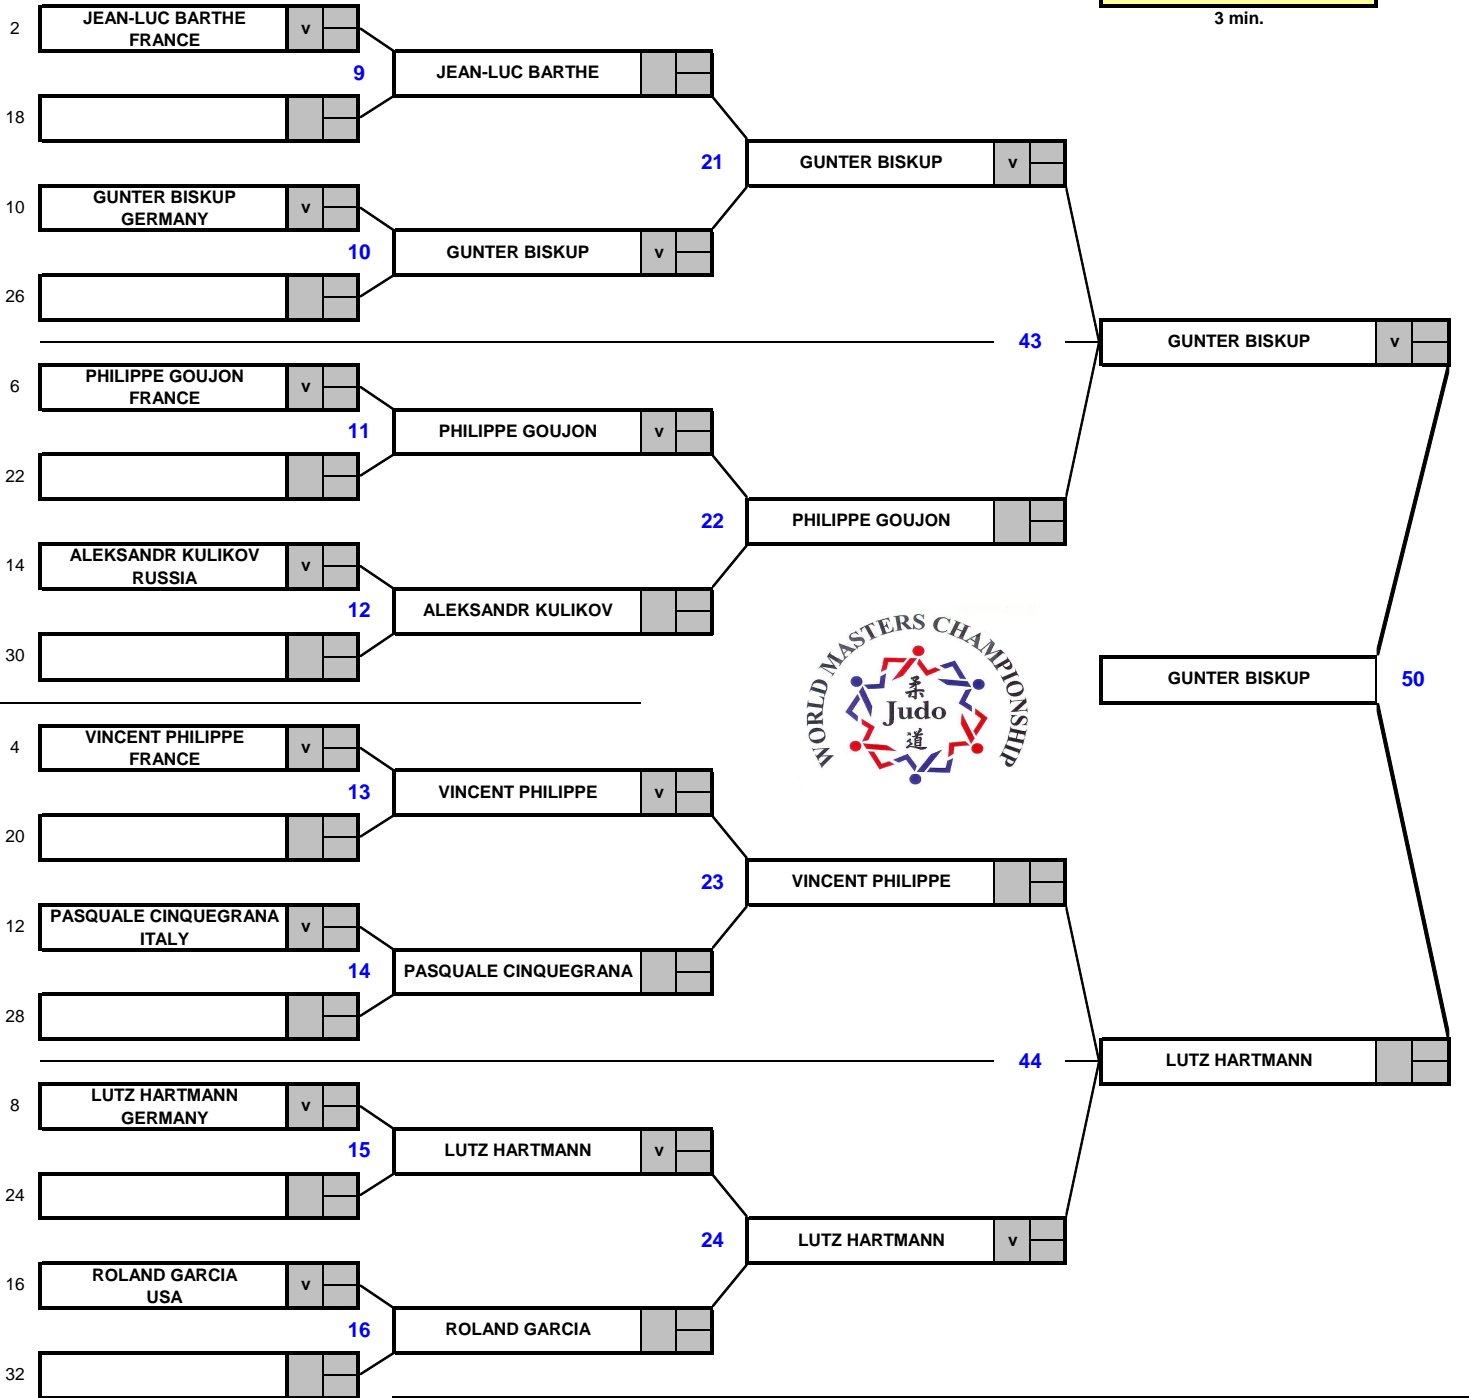 3 min.
2
JEAN-LUC BARTHE
FRANCE
v
9
JEAN-LUC BARTHE
18
21
GUNTER BISKUP
v
10
GUNTER BISKUP
GERMANY
v
10
GUNTER BISKUP
v
26
43
GUNTER BISKUP
v
6
PHILIPPE GOUJON
FRANCE
v
11
PHILIPPE GOUJON
v
22
22
PHILIPPE GOUJON
14
ALEKSANDR KULIKOV
RUSSIA
v
12
ALEKSANDR KULIKOV
30
WORLD MASTERS CHAMPIONSHIP
柔
Judo
道
GUNTER BISKUP
50
4
VINCENT PHILIPPE
FRANCE
v
13
VINCENT PHILIPPE
v
20
23
VINCENT PHILIPPE
12
PASQUALE CINQUEGRANA
ITALY
v
14
PASQUALE CINQUEGRANA
28
44
LUTZ HARTMANN
8
LUTZ HARTMANN
GERMANY
v
15
LUTZ HARTMANN
v
24
24
LUTZ HARTMANN
v
16
ROLAND GARCIA
USA
v
16
ROLAND GARCIA
32